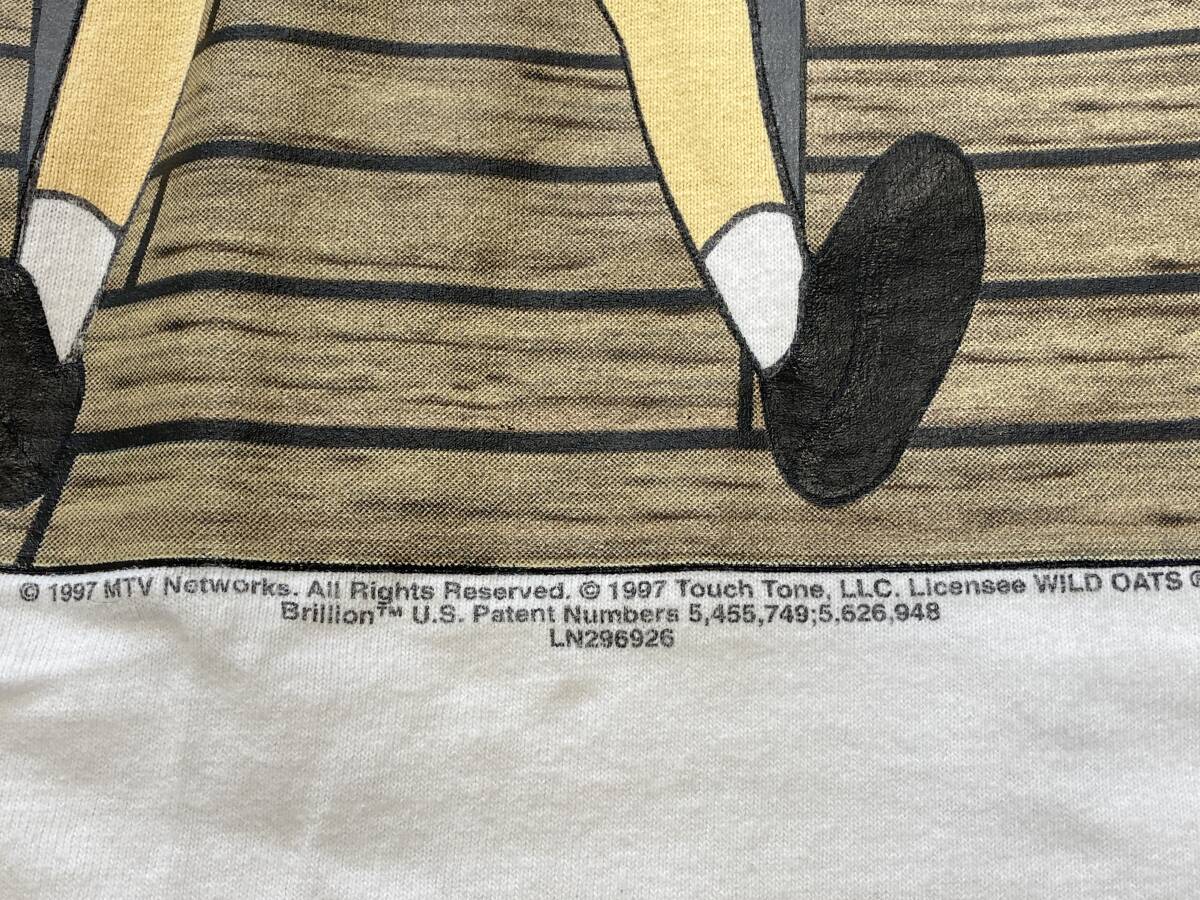 © 1997 MTV Networks. All Rights Reserved. © 1997 Touch Tone, LLC. Licensee WILD OATS ©
Brillion™ U.S. Patent Numbers 5,455,749;5,626,948
LN296926